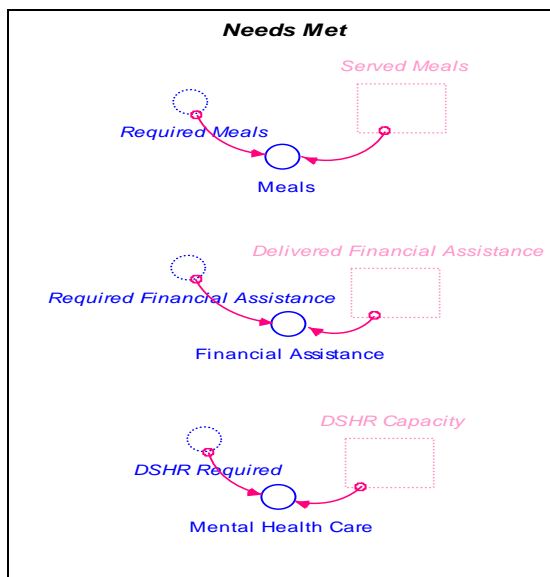 Needs Met
Served Meals
Required Meals
Meals
Delivered Financial Assistance
Required Financial Assistance
Financial Assistance
DSHR Capacity
DSHR Required
Mental Health Care